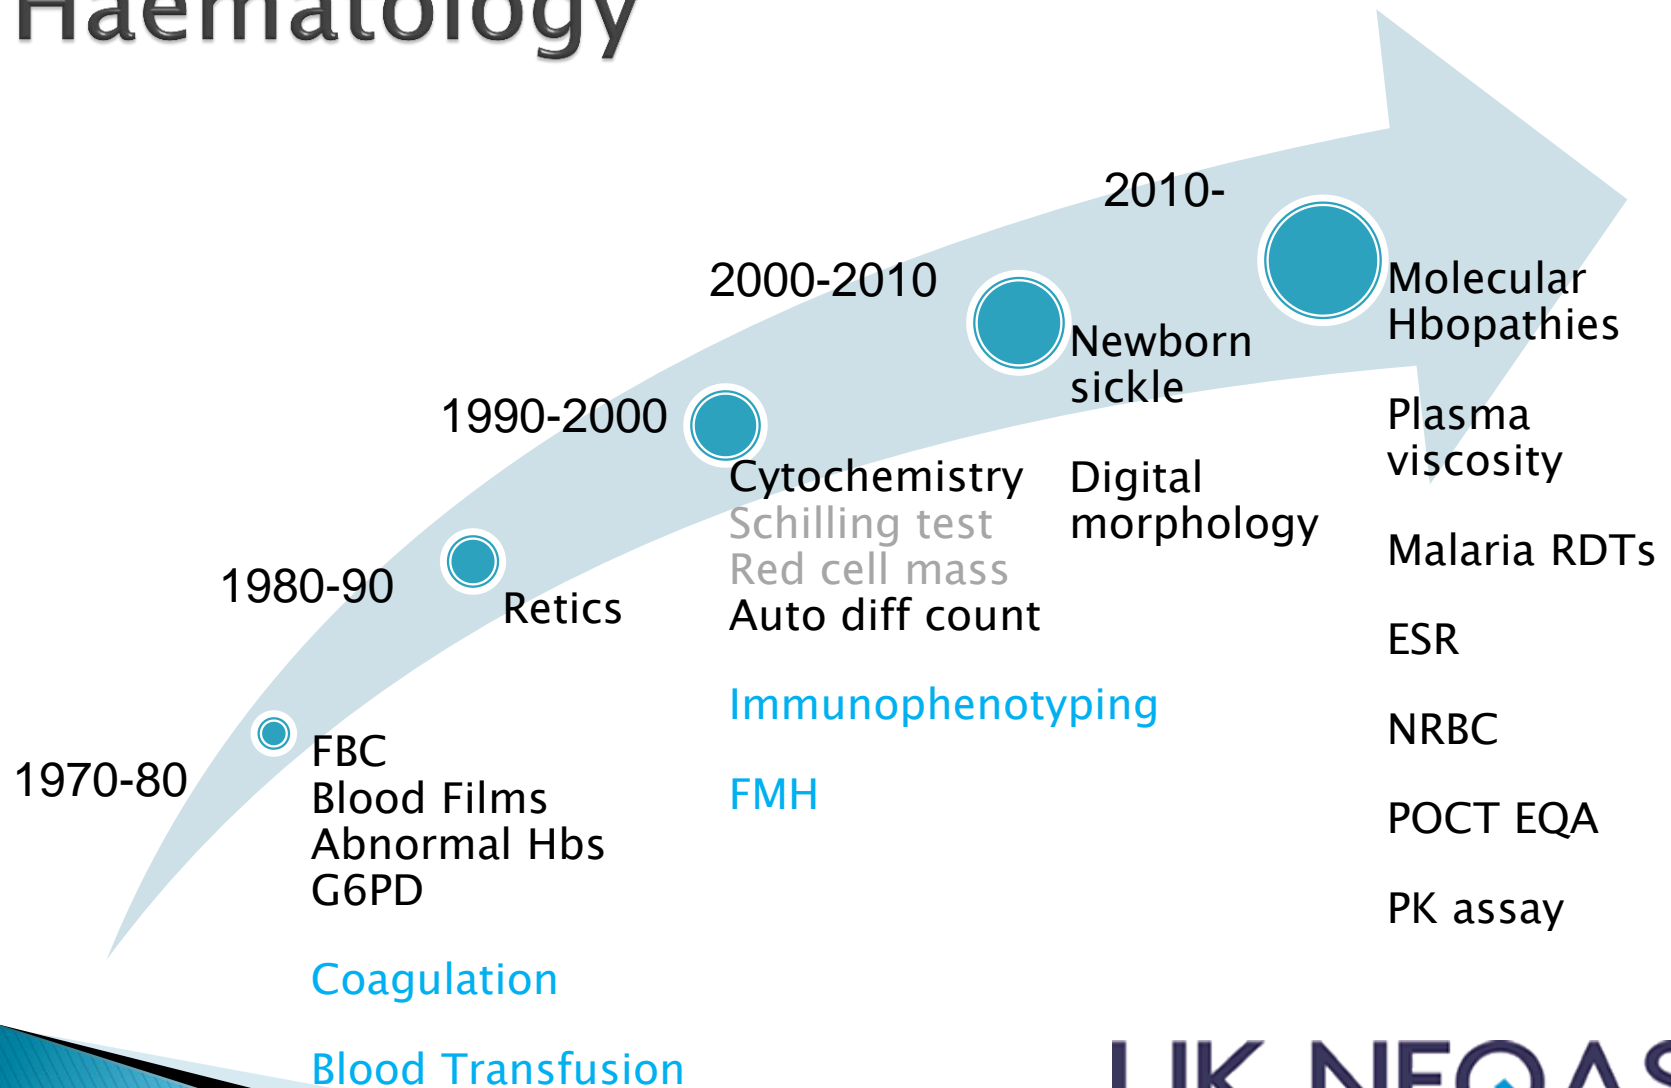 Haematology
1970-80
FBC
Blood Films
Abnormal Hbs
G6PD
Coagulation
Blood Transfusion
1980-90
Retics
1990-2000
Cytochemistry
Schilling test
Red cell mass
Auto diff count
Immunophenotyping
FMH
2000-2010
Newborn
sickle
Digital
morphology
2010-
Molecular
Hbopathies
Plasma
viscosity
Malaria RDTs
ESR
NRBC
POCT EQA
PK assay
UK NEQAS